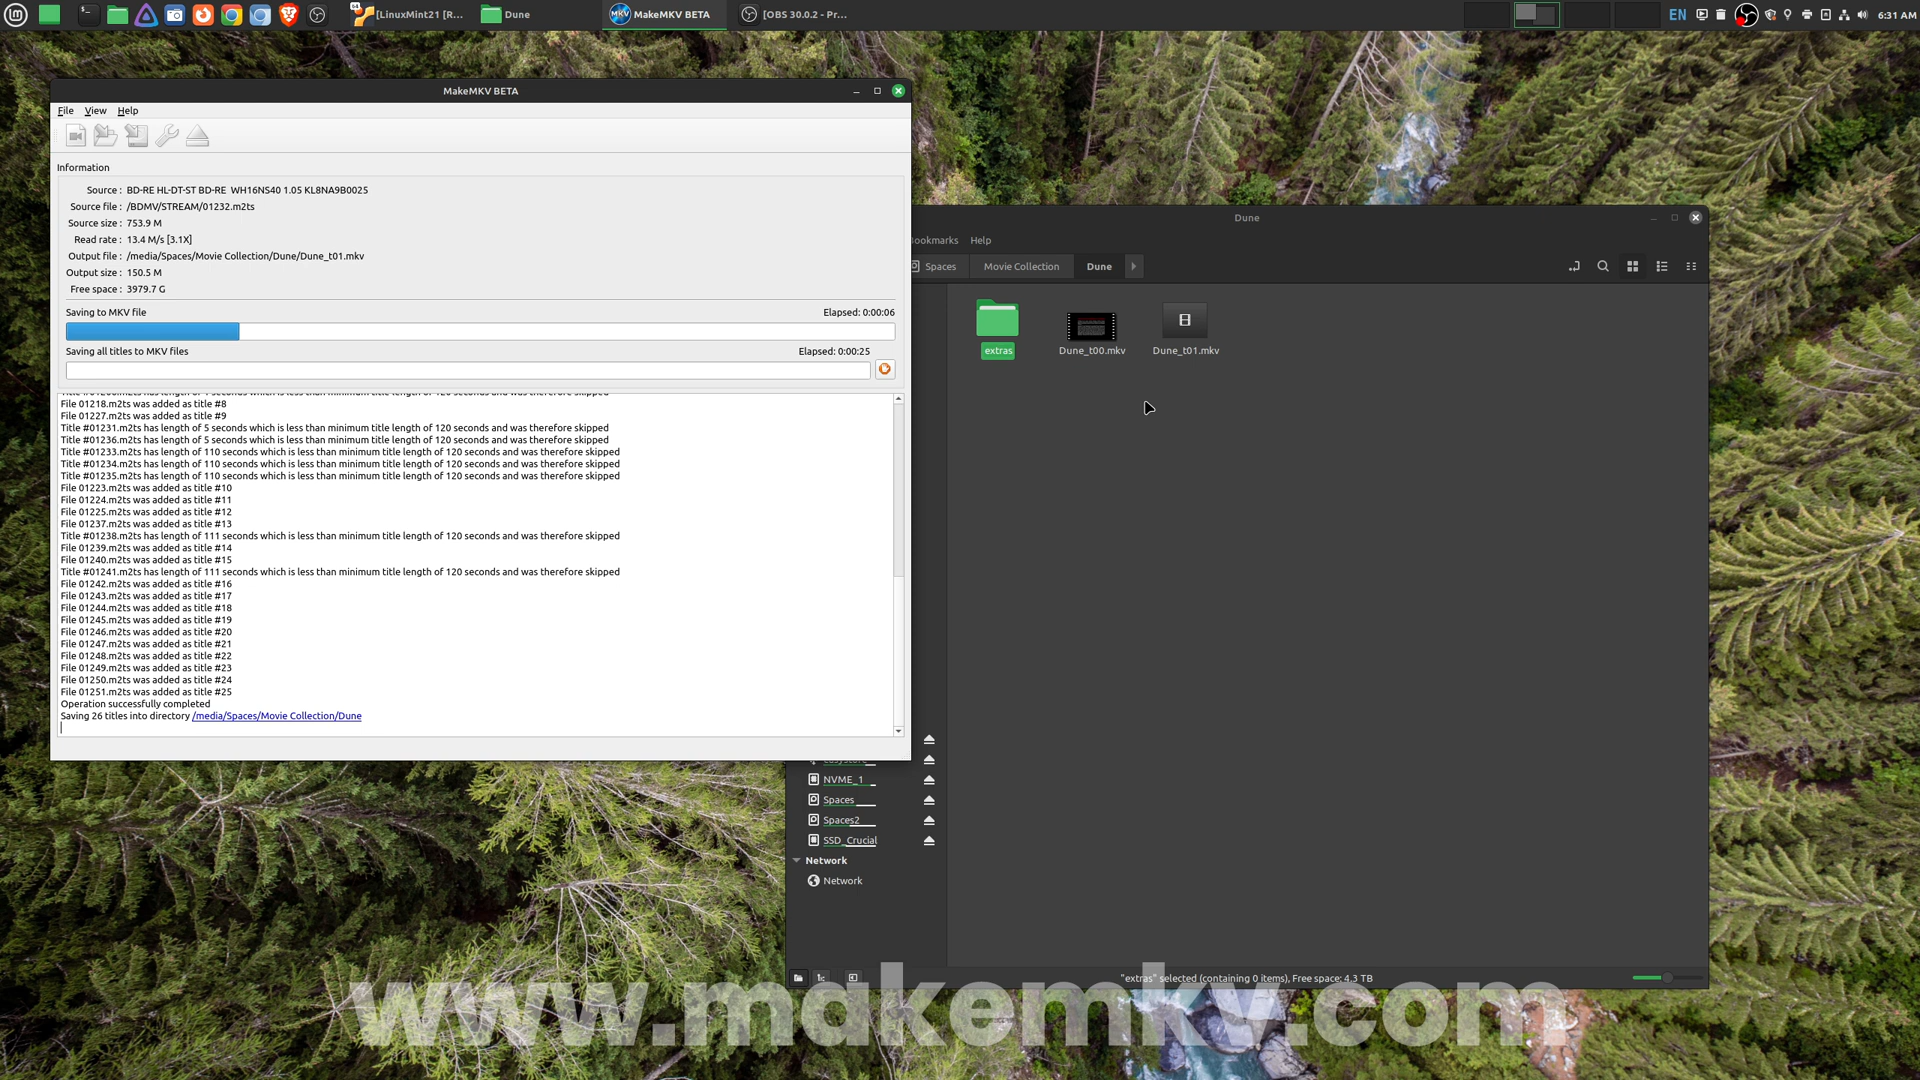 [LinuxMint21 [R...
Dune
MakeMKV BETA
[OBS 30.0.2 - Pr...
EN
6:31 AM
MakeMKV BETA
File View Help
Information
Source : BD-RE HL-DT-ST BD-RE WH16NS40 1.05 KL8NA9B0025
Source file : /BDMV/STREAM/01232.m2ts
Source size : 753.9 M
Read rate : 13.4 M/s [3.1X]
Output file : /media/Spaces/Movie Collection/Dune/Dune_t01.mkv
Output size : 150.5 M
Free space : 3979.7 G
Saving to MKV file Elapsed: 0:00:06
Saving all titles to MKV files Elapsed: 0:00:25
File 01218.m2ts was added as title #8
File 01227.m2ts was added as title #9
Title #01231.m2ts has length of 5 seconds which is less than minimum title length of 120 seconds and was therefore skipped
Title #01236.m2ts has length of 5 seconds which is less than minimum title length of 120 seconds and was therefore skipped
Title #01233.m2ts has length of 110 seconds which is less than minimum title length of 120 seconds and was therefore skipped
Title #01234.m2ts has length of 110 seconds which is less than minimum title length of 120 seconds and was therefore skipped
Title #01235.m2ts has length of 110 seconds which is less than minimum title length of 120 seconds and was therefore skipped
File 01223.m2ts was added as title #10
File 01224.m2ts was added as title #11
File 01225.m2ts was added as title #12
File 01237.m2ts was added as title #13
Title #01238.m2ts has length of 111 seconds which is less than minimum title length of 120 seconds and was therefore skipped
File 01239.m2ts was added as title #14
File 01240.m2ts was added as title #15
Title #01241.m2ts has length of 111 seconds which is less than minimum title length of 120 seconds and was therefore skipped
File 01242.m2ts was added as title #16
File 01243.m2ts was added as title #17
File 01244.m2ts was added as title #18
File 01245.m2ts was added as title #19
File 01246.m2ts was added as title #20
File 01247.m2ts was added as title #21
File 01248.m2ts was added as title #22
File 01249.m2ts was added as title #23
File 01250.m2ts was added as title #24
File 01251.m2ts was added as title #25
Operation successfully completed
Saving 26 titles into directory /media/Spaces/Movie Collection/Dune
Dune
ookmarks Help
Spaces Movie Collection Dune
extras
Dune_t00.mkv
Dune_t01.mkv
NVME_1
Spaces
Spaces2
SSD_Crucial
Network
Network
"extras" selected (containing 0 items), Free space: 4.3 TB
www.makemkv.com